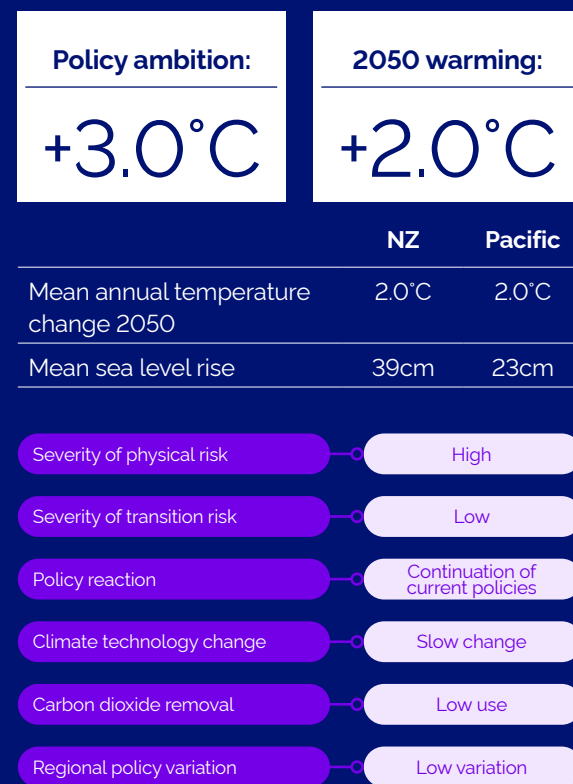 Policy ambition:
2050 warming:
+3.0°C
+2.0°C
NZ Pacific
Mean annual temperature 2.0°C 2.0°C
change 2050
Mean sea level rise 39cm 23cm
Severity of physical risk High
Severity of transition risk Low
Policy reaction Continuation of
current policies
Climate technology change Slow change
Carbon dioxide removal Low use
Regional policy variation Low variation